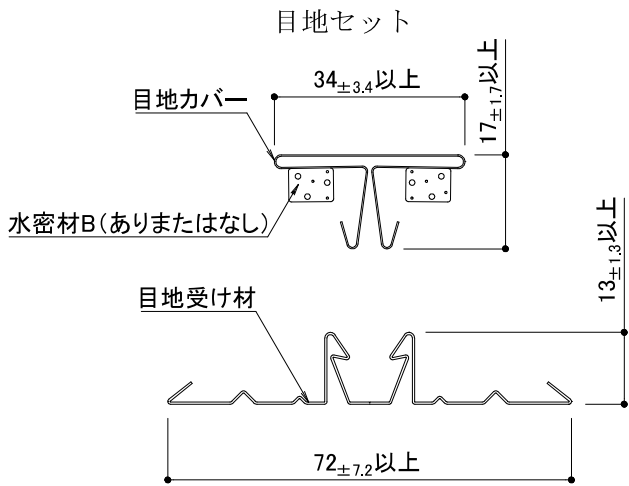 目地セット
34±3.4以上
17±1.7以上
目地カバー
水密材B(ありまたはなし)
13±1.3以上
目地受け材
72±7.2以上